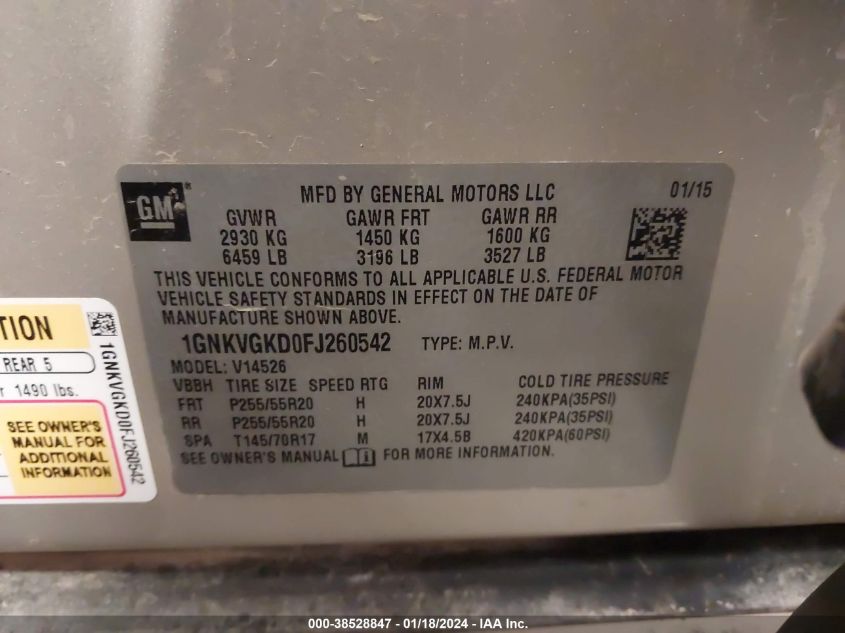 GM ®
MFD BY GENERAL MOTORS LLC 01/15
GVWR GAWR FRT GAWR RR
2930 KG 1450 KG 1600 KG
6459 LB 3196 LB 3527 LB
THIS VEHICLE CONFORMS TO ALL APPLICABLE U.S. FEDERAL MOTOR
VEHICLE SAFETY STANDARDS IN EFFECT ON THE DATE OF
MANUFACTURE SHOWN ABOVE.
1GNKVGKD0FJ260542 TYPE: M.P.V.
MODEL: V14526
VBBH TIRE SIZE SPEED RTG RIM COLD TIRE PRESSURE
FRT P255/55R20 H 20X7.5J 240KPA(35PSI)
RR P255/55R20 H 20X7.5J 240KPA(35PSI)
SPA T145/70R17 M 17X4.5B 420KPA(60PSI)
SEE OWNER'S MANUAL FOR MORE INFORMATION.
REAR 5
1490 lbs.
SEE OWNER'S
MANUAL FOR
ADDITIONAL
INFORMATION
1GNKVGKD0FJ260542
000-38528847 - 01/18/2024 - IAA Inc.